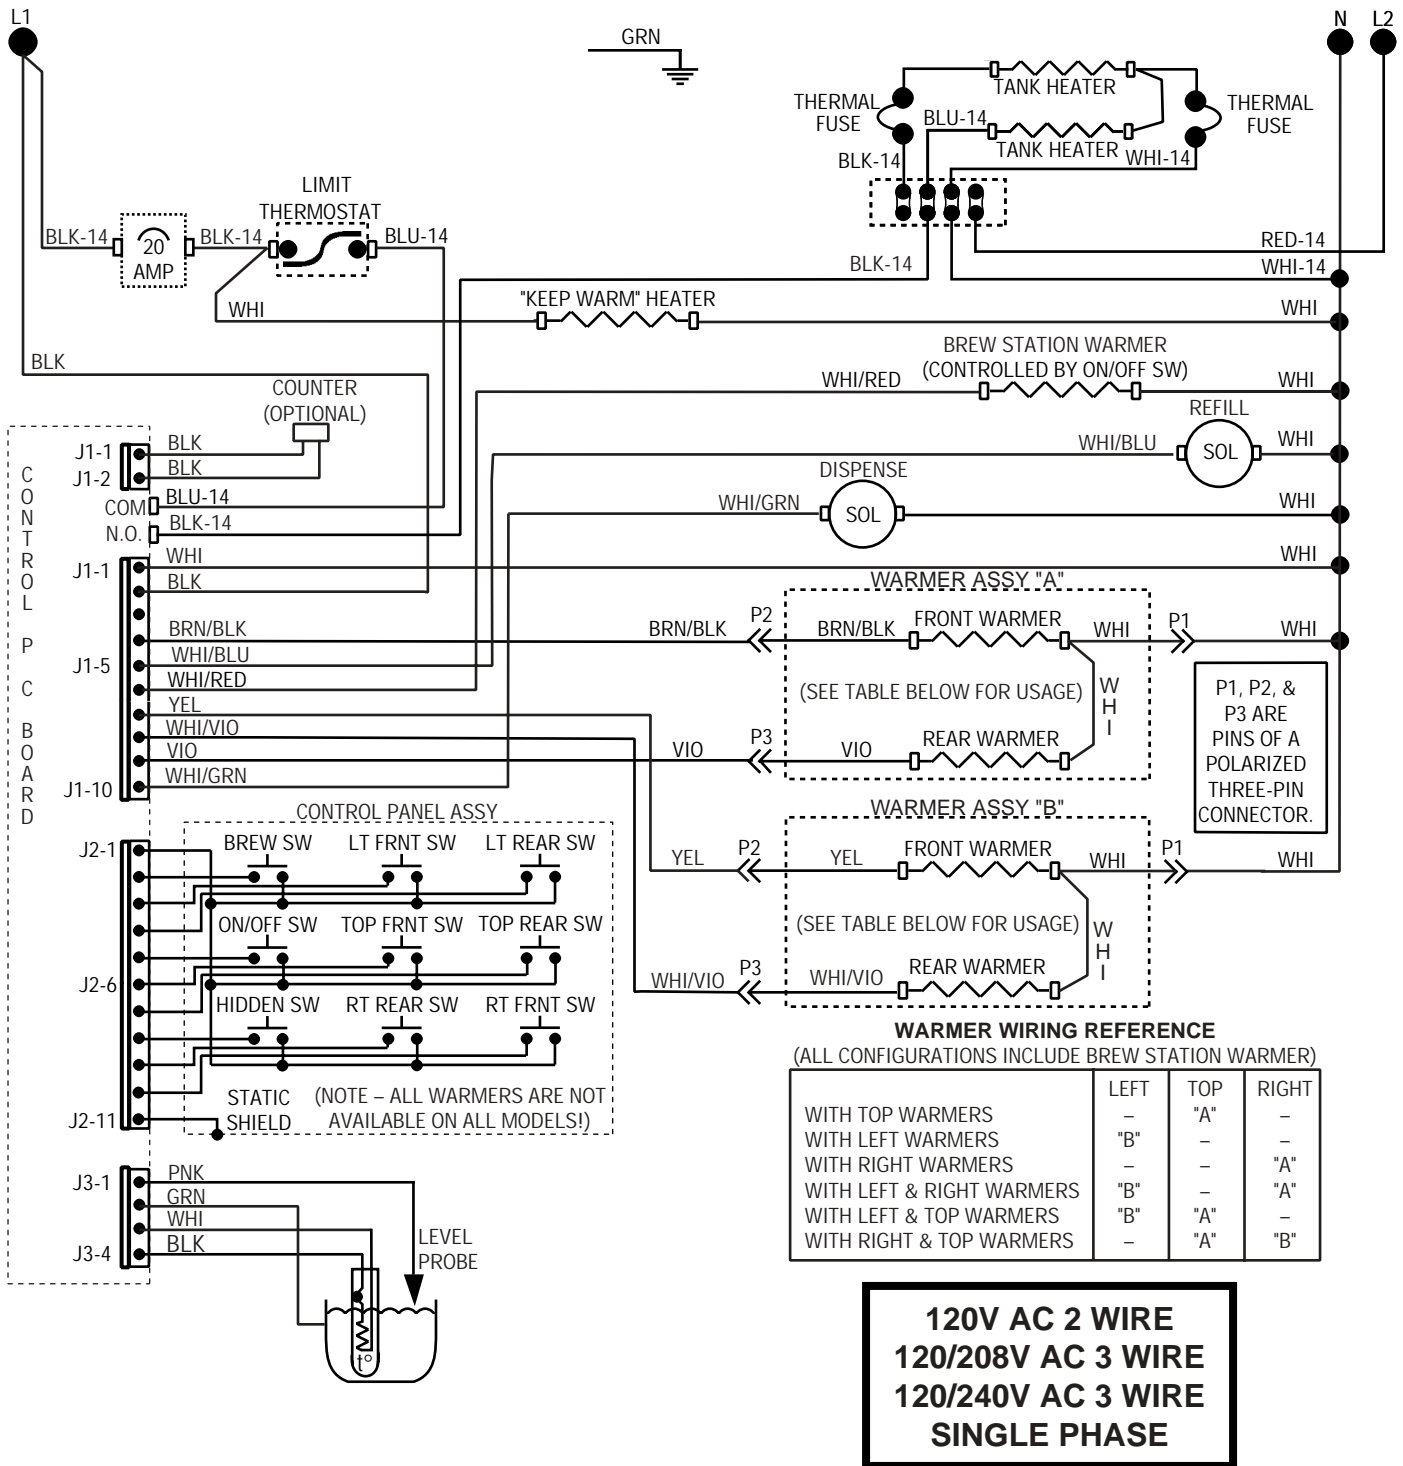 L1
N L2
GRN
TANK HEATER
THERMAL
FUSE
THERMAL
FUSE
BLU-14
TANK HEATER
WHI-14
BLK-14
LIMIT
THERMOSTAT
BLK-14
20
AMP
BLK-14
BLU-14
RED-14
BLK-14
WHI-14
WHI
"KEEP WARM" HEATER
WHI
BLK
BREW STATION WARMER
(CONTROLLED BY ON/OFF SW)
WHI/RED
WHI
COUNTER
(OPTIONAL)
REFILL
WHI/BLU
SOL
WHI
DISPENSE
WHI/GRN
SOL
WHI
CONTROL PC BOARD
J1-1
BLK
J1-2
BLK
COM
BLU-14
N.O.
BLK-14
J1-1
WHI
WHI
BLK
BRN/BLK
J1-5
WHI/BLU
WHI/RED
YEL
WHI/VIO
VIO
J1-10
WHI/GRN
WARMER ASSY "A"
BRN/BLK
P2
BRN/BLK
FRONT WARMER
WHI
P1
WHI
(SEE TABLE BELOW FOR USAGE)
WHI
VIO
P3
VIO
REAR WARMER
P1, P2, &
P3 ARE
PINS OF A
POLARIZED
THREE-PIN
CONNECTOR.
WARMER ASSY "B"
YEL
P2
YEL
FRONT WARMER
WHI
P1
WHI
(SEE TABLE BELOW FOR USAGE)
WHI
WHI/VIO
P3
WHI/VIO
REAR WARMER
CONTROL PANEL ASSY
J2-1
BREW SW LT FRNT SW LT REAR SW
ON/OFF SW TOP FRNT SW TOP REAR SW
J2-6
HIDDEN SW RT REAR SW RT FRNT SW
J2-11
STATIC
SHIELD
(NOTE – ALL WARMERS ARE NOT
AVAILABLE ON ALL MODELS!)
J3-1
PNK
GRN
WHI
J3-4
BLK
LEVEL
PROBE
t°
WARMER WIRING REFERENCE
(ALL CONFIGURATIONS INCLUDE BREW STATION WARMER)
LEFT TOP RIGHT
WITH TOP WARMERS – "A" –
WITH LEFT WARMERS "B" – –
WITH RIGHT WARMERS – – "A"
WITH LEFT & RIGHT WARMERS "B" – "A"
WITH LEFT & TOP WARMERS "B" "A" –
WITH RIGHT & TOP WARMERS – "A" "B"
120V AC 2 WIRE
120/208V AC 3 WIRE
120/240V AC 3 WIRE
SINGLE PHASE